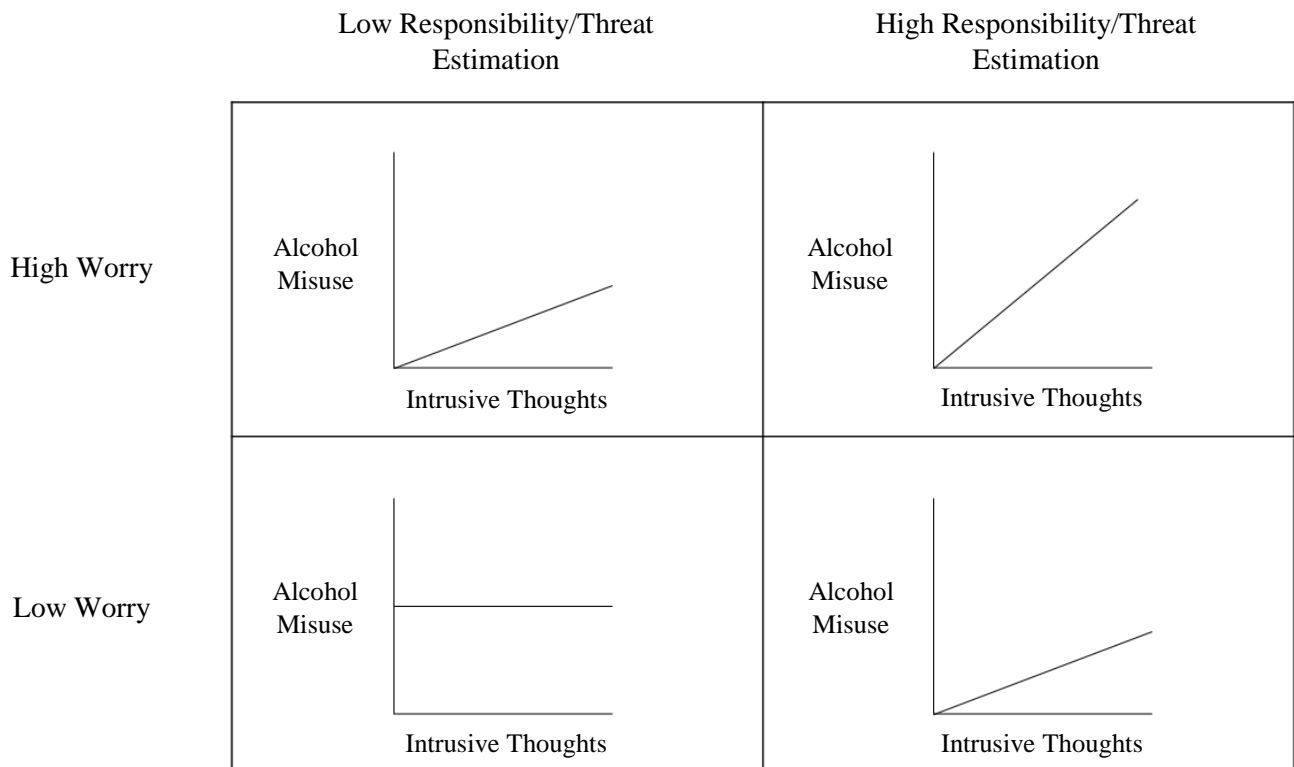 Low Responsibility/Threat
Estimation
High Responsibility/Threat
Estimation
High Worry
Alcohol
Misuse
Intrusive Thoughts
Alcohol
Misuse
Intrusive Thoughts
Low Worry
Alcohol
Misuse
Intrusive Thoughts
Alcohol
Misuse
Intrusive Thoughts